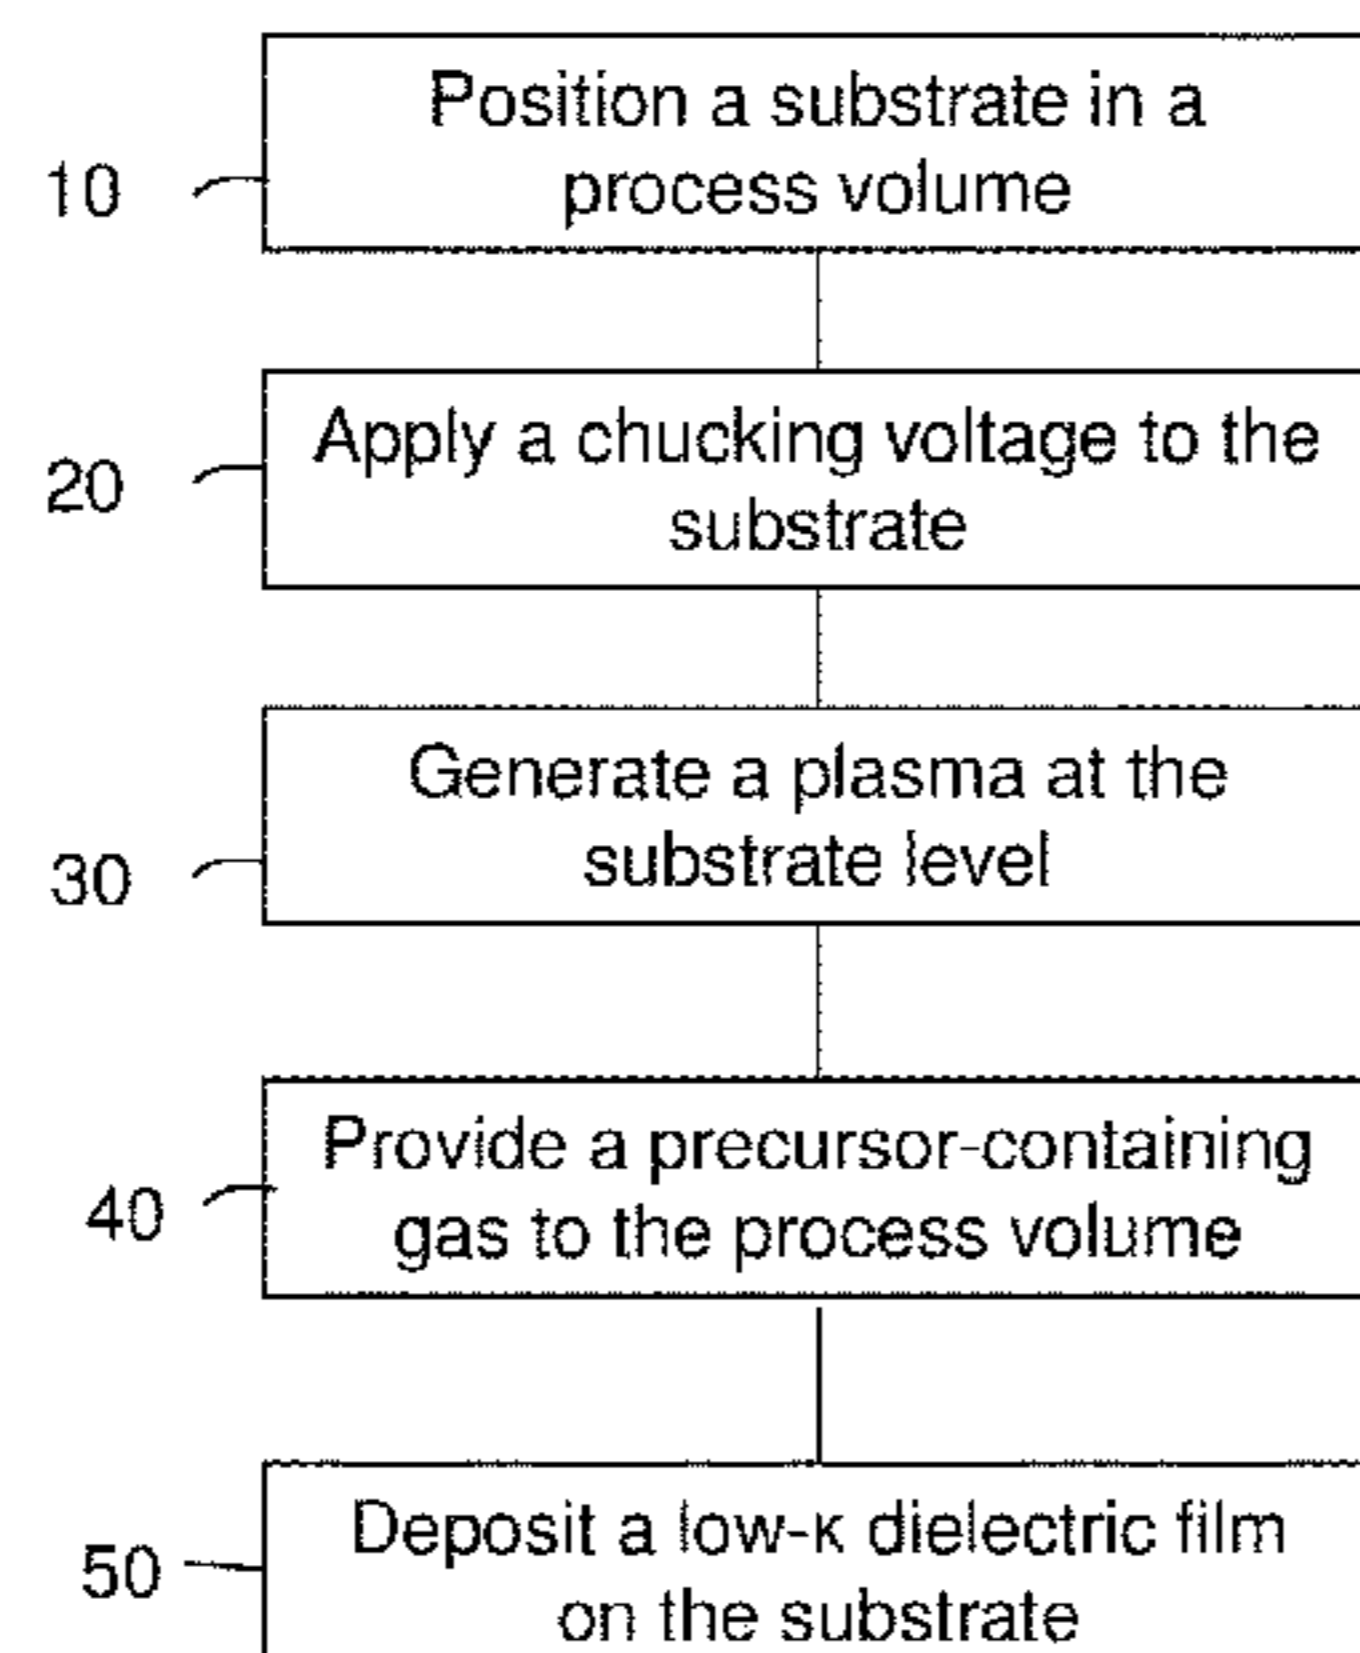 Position a substrate in a
process volume
10
Apply a chucking voltage to the
substrate
20
Generate a plasma at the
substrate level
30
Provide a precursor-containing
gas to the process volume
40
Deposit a low-κ dielectric film
on the substrate
50